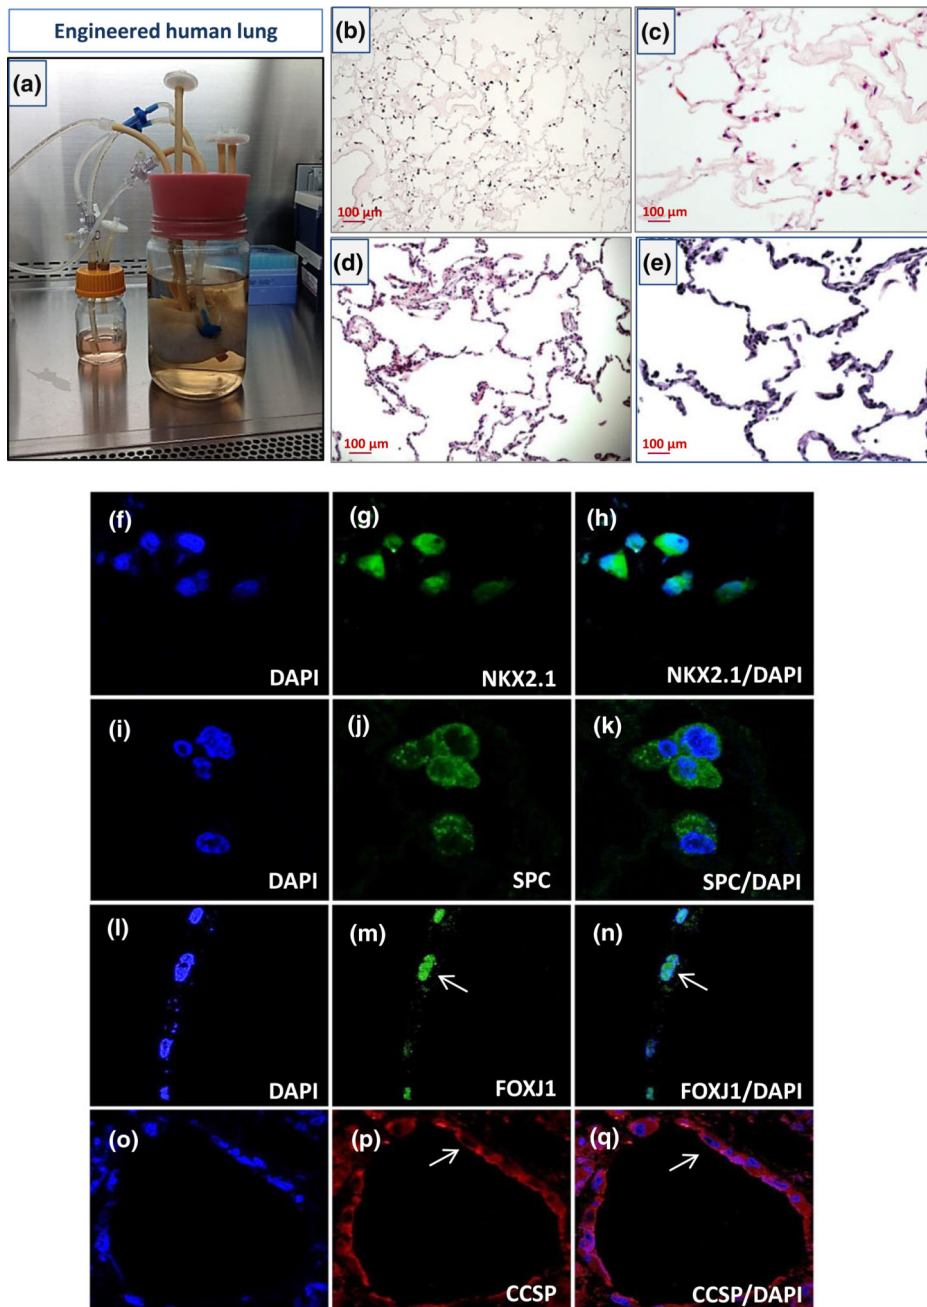 Engineered human lung
(a)
(b)
(c)
100 µm
100 µm
(d)
(e)
100 µm
100 µm
(f)
(g)
(h)
DAPI
NKX2.1
NKX2.1/DAPI
(i)
(j)
(k)
DAPI
SPC
SPC/DAPI
(l)
(m)
(n)
DAPI
FOXJ1
FOXJ1/DAPI
(o)
(p)
(q)
CCSP
CCSP/DAPI